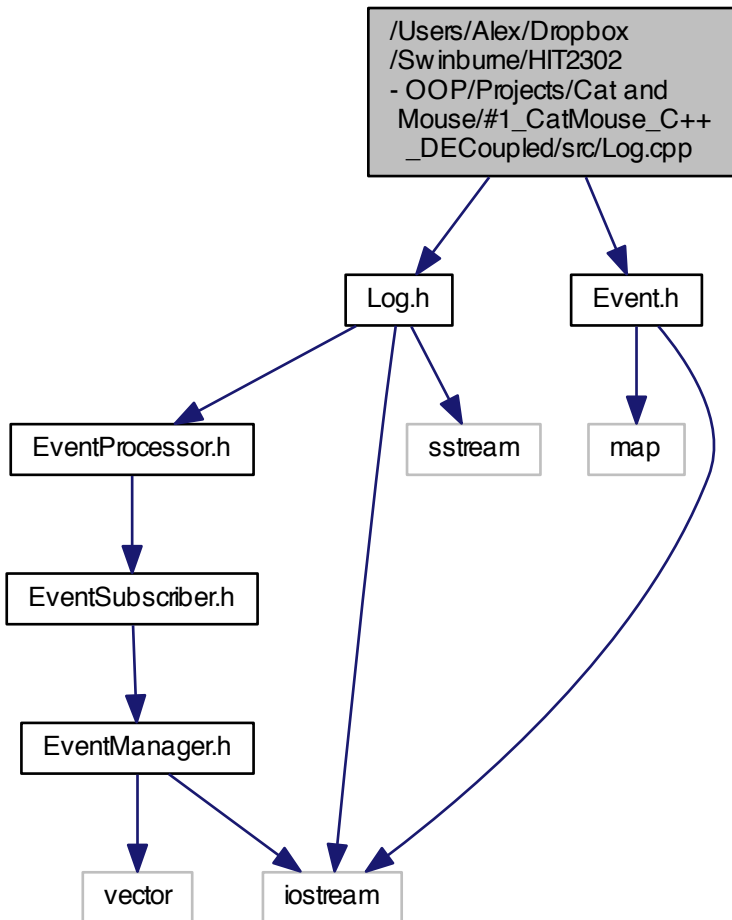 /Users/Alex/Dropbox
/Swinburne/HIT2302
- OOP/Projects/Cat and
Mouse/#1_CatMouse_C++
_DECoupled/src/Log.cpp
Log.h
Event.h
EventProcessor.h
sstream
map
EventSubscriber.h
EventManager.h
vector
iostream